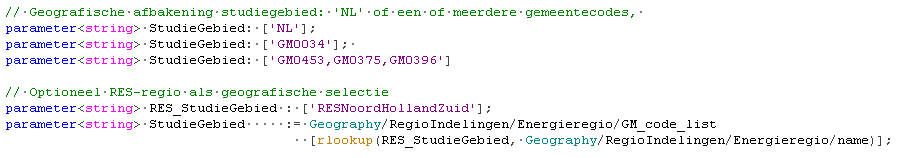 // Geografische afbakening studiegebied: 'NL' of een of meerdere gemeentecodes,
parameter<string> StudieGebied: ['NL'];
parameter<string> StudieGebied: ['GM0034'];
parameter<string> StudieGebied: ['GM0453,GM0375,GM0396']
// Optioneel RES-regio als geografische selectie
parameter<string> RES_StudieGebied : ['RESNoordHollandZuid'];
parameter<string> StudieGebied     := Geography/RegioIndelingen/Energieregio/GM_code_list
[rlookup(RES_StudieGebied, Geography/RegioIndelingen/Energieregio/name)];